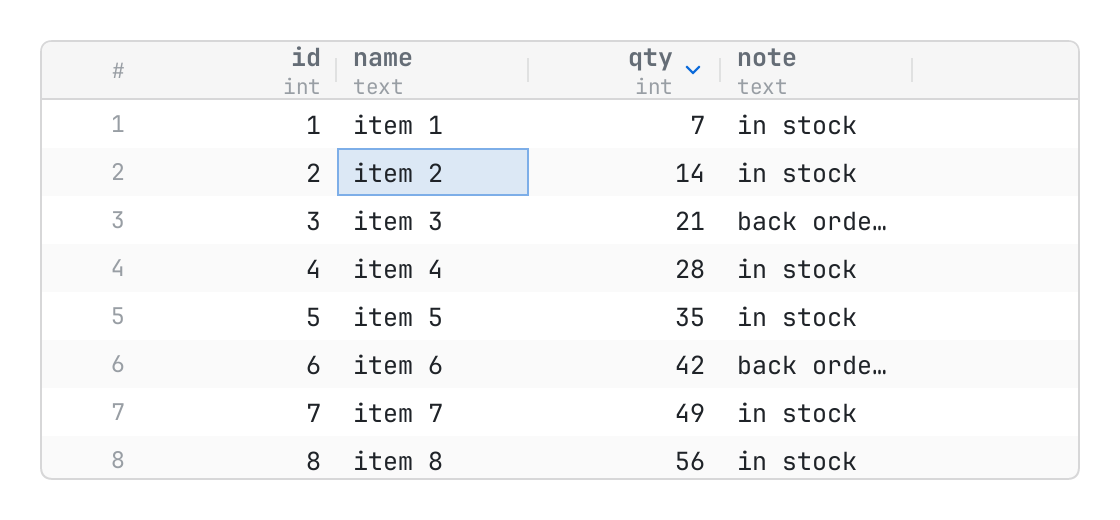 # id name qty note
int text int text
1 1 item 1 7 in stock
2 2 item 2 14 in stock
3 3 item 3 21 back orde…
4 4 item 4 28 in stock
5 5 item 5 35 in stock
6 6 item 6 42 back orde…
7 7 item 7 49 in stock
8 8 item 8 56 in stock